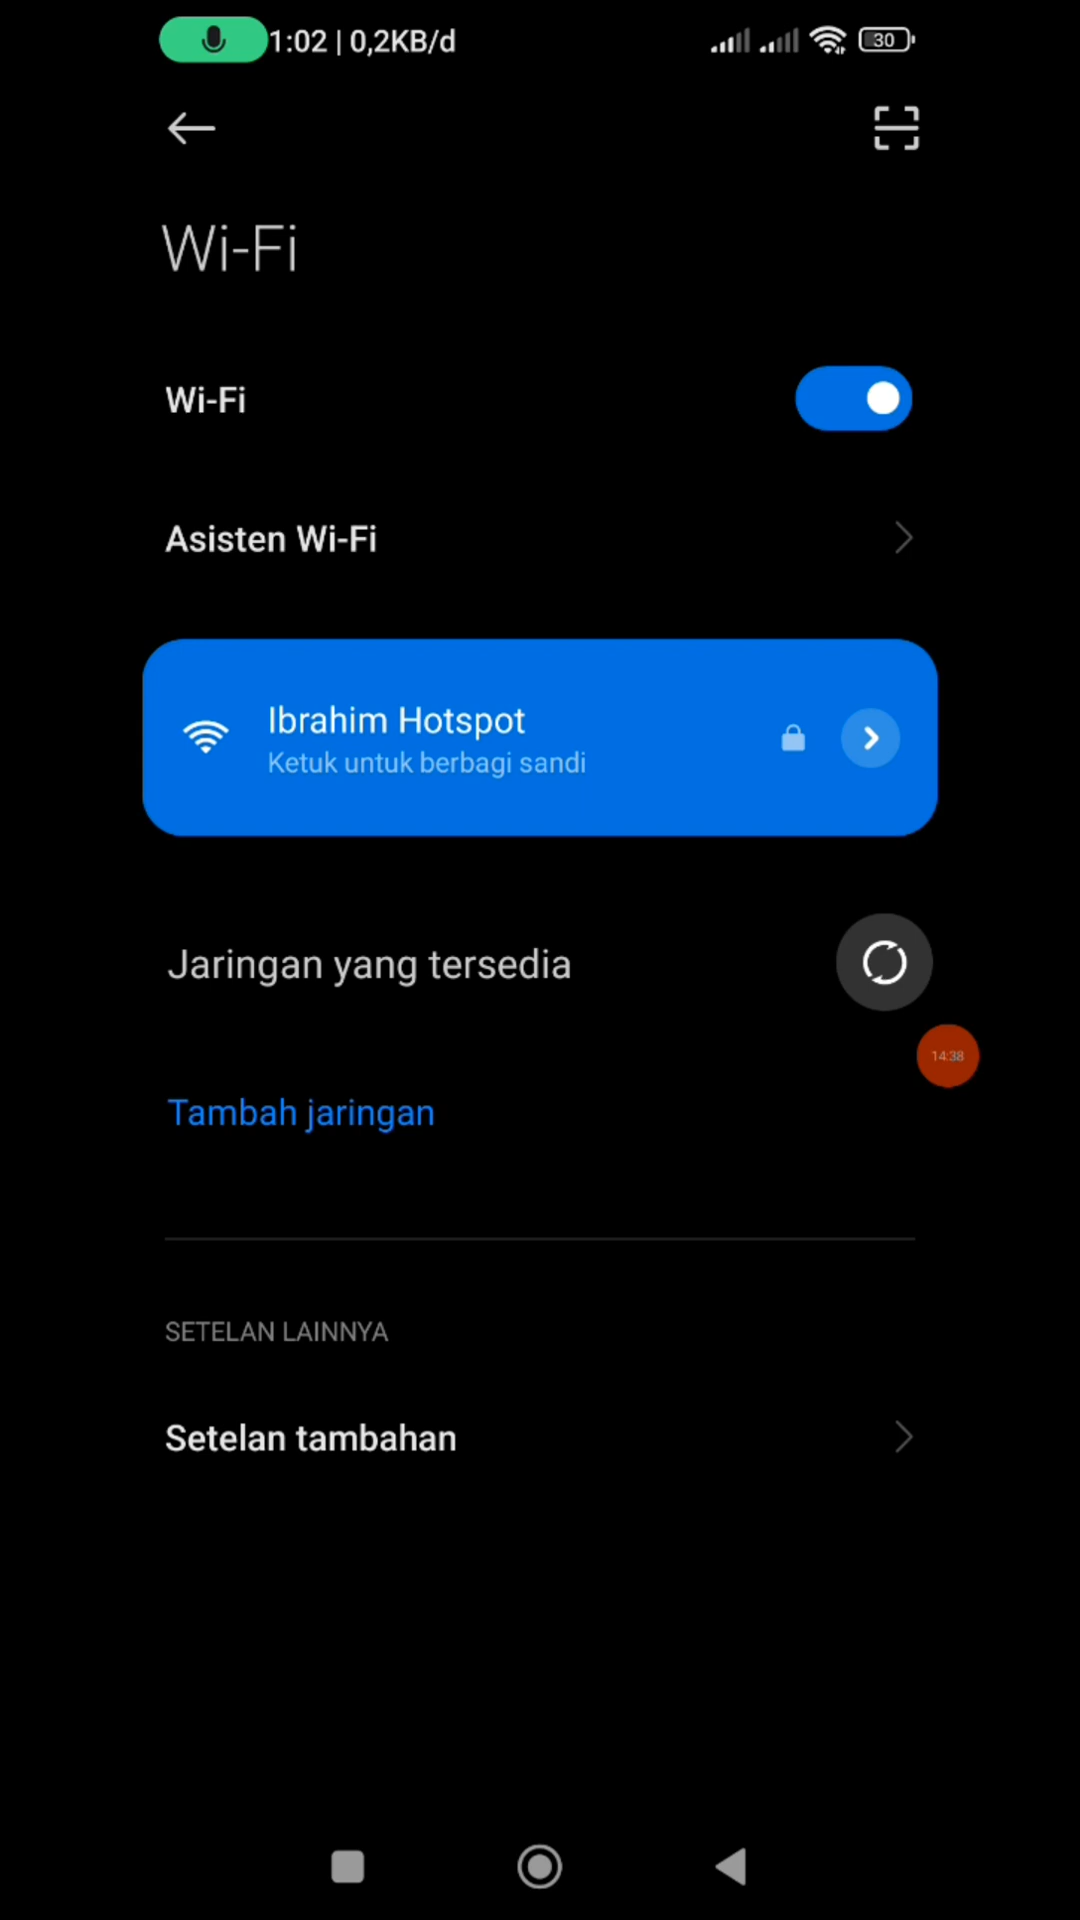 1:02 | 0,2KB/d 30
Wi-Fi
Wi-Fi
Asisten Wi-Fi
Ibrahim Hotspot
Ketuk untuk berbagi sandi
Jaringan yang tersedia
14:38
Tambah jaringan
SETELAN LAINNYA
Setelan tambahan